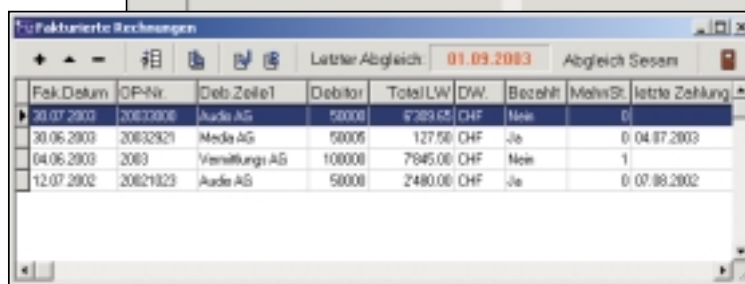 Fakturierte Rechnungen
Letzter Abgleich: 01.09.2003 Abgleich Sesam
Fak.Datum OP-Nr. Deb.Zeile1 Debitor Total LW DW. Bezahlt MahnSt. letzte Zahlung
30.07.2003 20033000 Audio AG 50000 6'309.65 CHF Nein 0
30.06.2003 20032921 Media AG 50005 127.50 CHF Ja 0 04.07.2003
04.06.2003 2003 Vermittlungs AG 100000 7'845.00 CHF Nein 1
12.07.2002 20021023 Audio AG 50000 2'480.00 CHF Ja 0 07.08.2002